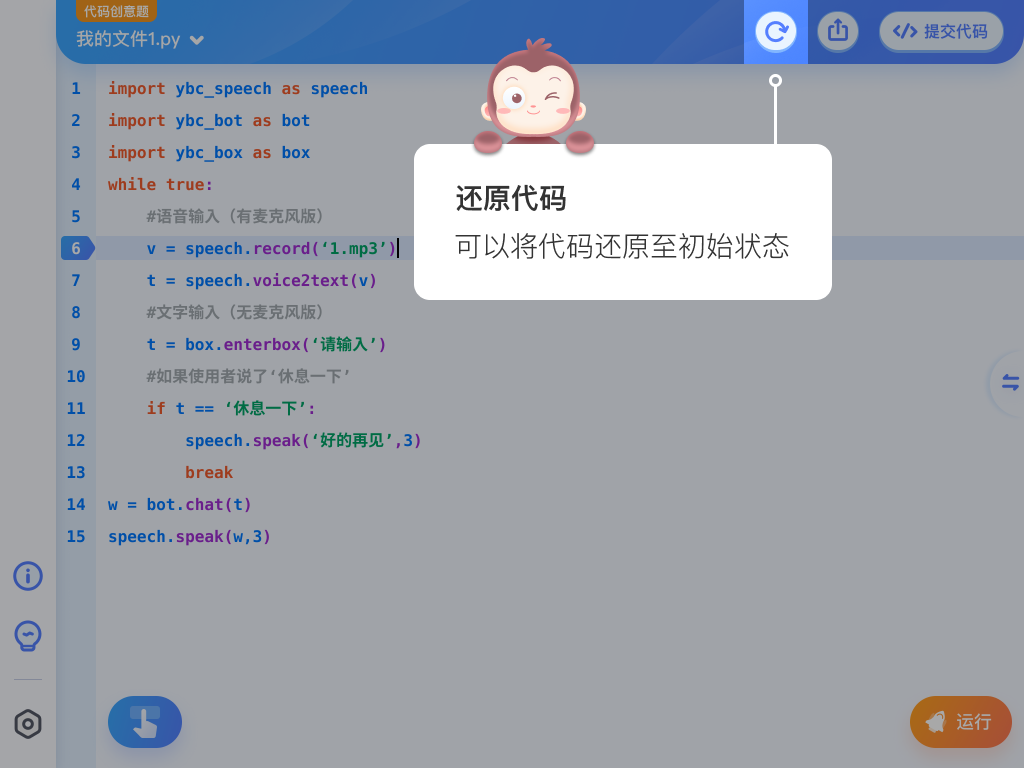 代码创意题
我的文件1.py
提交代码
还原代码
可以将代码还原至初始状态
1 import ybc_speech as speech
2 import ybc_bot as bot
3 import ybc_box as box
4 while true:
5 #语音输入（有麦克风版）
6 v = speech.record(‘1.mp3’)
7 t = speech.voice2text(v)
8 #文字输入（无麦克风版）
9 t = box.enterbox(‘请输入’)
10 #如果使用者说了‘休息一下’
11 if t == ‘休息一下’:
12 speech.speak(‘好的再见’,3)
13 break
14 w = bot.chat(t)
15 speech.speak(w,3)
运行